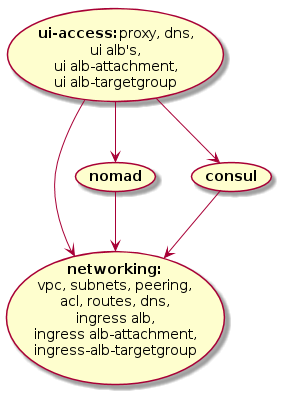 ui-access:proxy, dns,
ui alb's,
ui alb-attachment,
ui alb-targetgroup
nomad
consul
networking:
vpc, subnets, peering,
acl, routes, dns,
ingress alb,
ingress alb-attachment,
ingress-alb-targetgroup